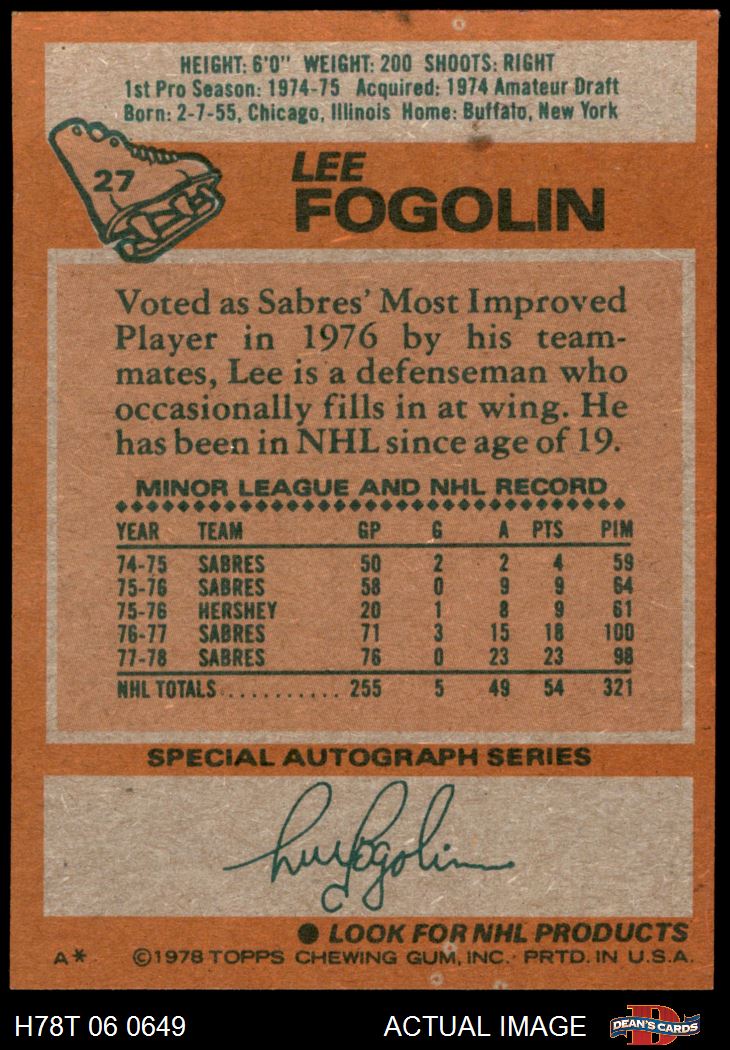 HEIGHT: 6'0" WEIGHT: 200 SHOOTS: RIGHT
1st Pro Season: 1974-75 Acquired: 1974 Amateur Draft
Born: 2-7-55, Chicago, Illinois Home: Buffalo, New York
27
LEE
FOGOLIN
Voted as Sabres' Most Improved
Player in 1976 by his team-
mates, Lee is a defenseman who
occasionally fills in at wing. He
has been in NHL since age of 19.
MINOR LEAGUE AND NHL RECORD
YEAR TEAM GP G A PTS PIM
74-75 SABRES 50 2 2 4 59
75-76 SABRES 58 0 9 9 64
75-76 HERSHEY 20 1 8 9 61
76-77 SABRES 71 3 15 18 100
77-78 SABRES 76 0 23 23 98
NHL TOTALS........... 255 5 49 54 321
SPECIAL AUTOGRAPH SERIES
Lee Fogolin
● LOOK FOR NHL PRODUCTS
A* ©1978 TOPPS CHEWING GUM, INC. · PRTD. IN U.S.A.
H78T 06 0649 ACTUAL IMAGE D DEAN'S CARDS